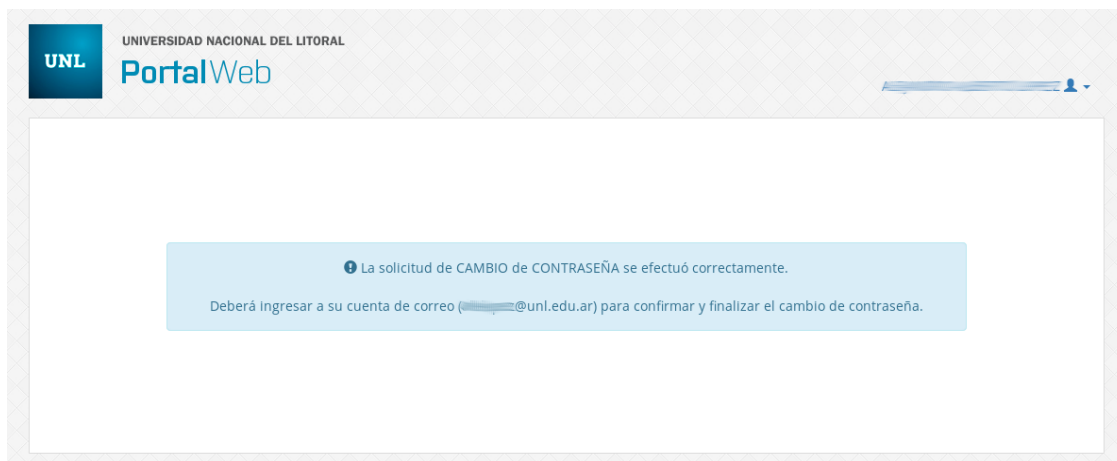 UNL
UNIVERSIDAD NACIONAL DEL LITORAL
PortalWeb
La solicitud de CAMBIO de CONTRASEÑA se efectuó correctamente.
Deberá ingresar a su cuenta de correo (@unl.edu.ar) para confirmar y finalizar el cambio de contraseña.